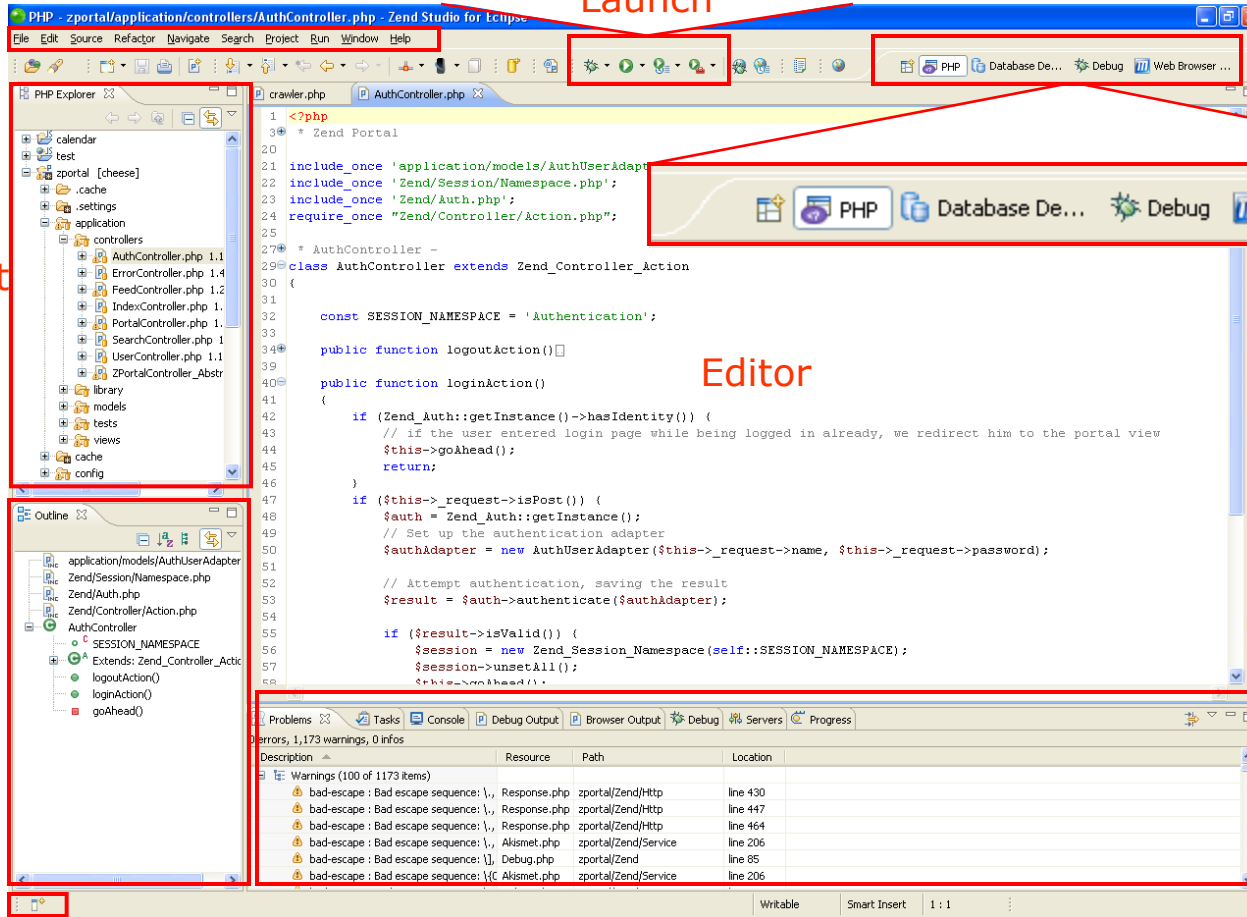 Launch
PHP - zportal/application/controllers/AuthController.php - Zend Studio for Eclipse
File Edit Source Refactor Navigate Search Project Run Window Help
PHP Database De... Debug Web Browser ...
PHP Explorer
calendar
test
zportal [cheese]
.cache
.settings
application
controllers
AuthController.php 1.1
ErrorController.php 1.4
FeedController.php 1.2
IndexController.php 1.
PortalController.php 1.
SearchController.php 1
UserController.php 1.1
ZPortalController_Abstr
library
models
tests
views
cache
config
crawler.php AuthController.php
1 <?php
3 * Zend Portal
20
21 include_once 'application/models/AuthUserAdapt
22 include_once 'Zend/Session/Namespace.php';
23 include_once 'Zend/Auth.php';
24 require_once "Zend/Controller/Action.php";
25
27 * AuthController -
29 class AuthController extends Zend_Controller_Action
30 {
31
32 const SESSION_NAMESPACE = 'Authentication';
33
34 public function logoutAction()
39
40 public function loginAction()
41 {
42 if (Zend_Auth::getInstance()->hasIdentity()) {
43 // if the user entered login page while being logged in already, we redirect him to the portal view
44 $this->goAhead();
45 return;
46 }
47 if ($this->_request->isPost()) {
48 $auth = Zend_Auth::getInstance();
49 // Set up the authentication adapter
50 $authAdapter = new AuthUserAdapter($this->_request->name, $this->_request->password);
51
52 // Attempt authentication, saving the result
53 $result = $auth->authenticate($authAdapter);
54
55 if ($result->isValid()) {
56 $session = new Zend_Session_Namespace(self::SESSION_NAMESPACE);
57 $session->unsetAll();
58 $this->goAhead();
PHP Database De... Debug
Editor
t
Outline
application/models/AuthUserAdapter
Zend/Session/Namespace.php
Zend/Auth.php
Zend/Controller/Action.php
AuthController
SESSION_NAMESPACE
Extends: Zend_Controller_Actio
logoutAction()
loginAction()
goAhead()
Problems Tasks Console Debug Output Browser Output Debug Servers Progress
0 errors, 1,173 warnings, 0 infos
Description Resource Path Location
Warnings (100 of 1173 items)
bad-escape : Bad escape sequence: \., Response.php zportal/Zend/Http line 430
bad-escape : Bad escape sequence: \., Response.php zportal/Zend/Http line 447
bad-escape : Bad escape sequence: \., Response.php zportal/Zend/Http line 464
bad-escape : Bad escape sequence: \., Akismet.php zportal/Zend/Service line 206
bad-escape : Bad escape sequence: \], Debug.php zportal/Zend line 85
bad-escape : Bad escape sequence: \{0 Akismet.php zportal/Zend/Service line 206
Writable Smart Insert 1 : 1